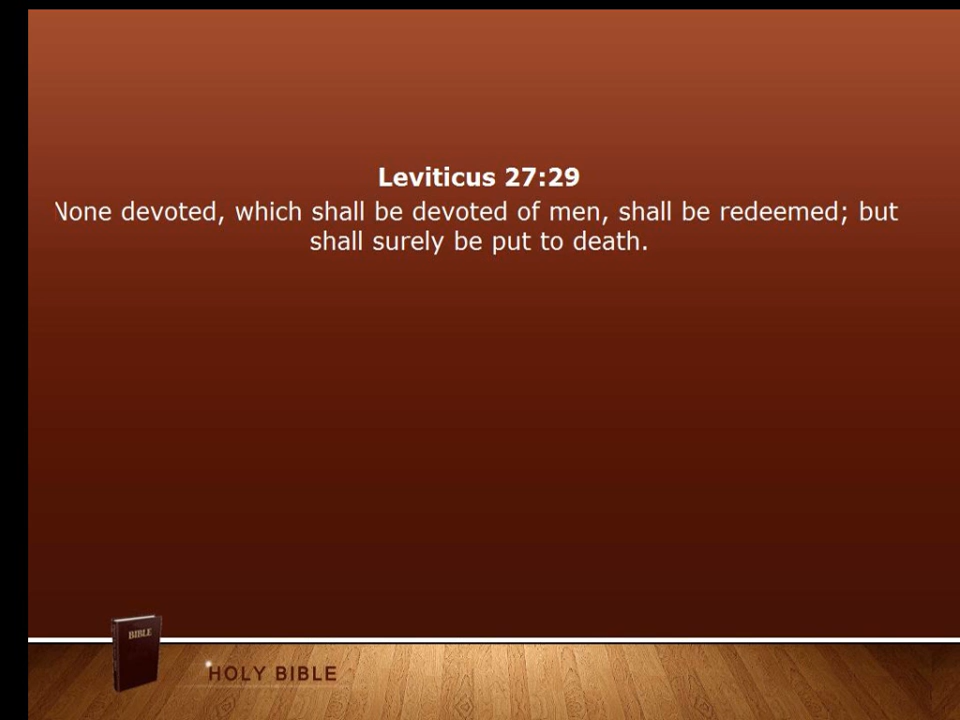 Leviticus 27:29
None devoted, which shall be devoted of men, shall be redeemed; but
shall surely be put to death.
BIBLE
HOLY BIBLE